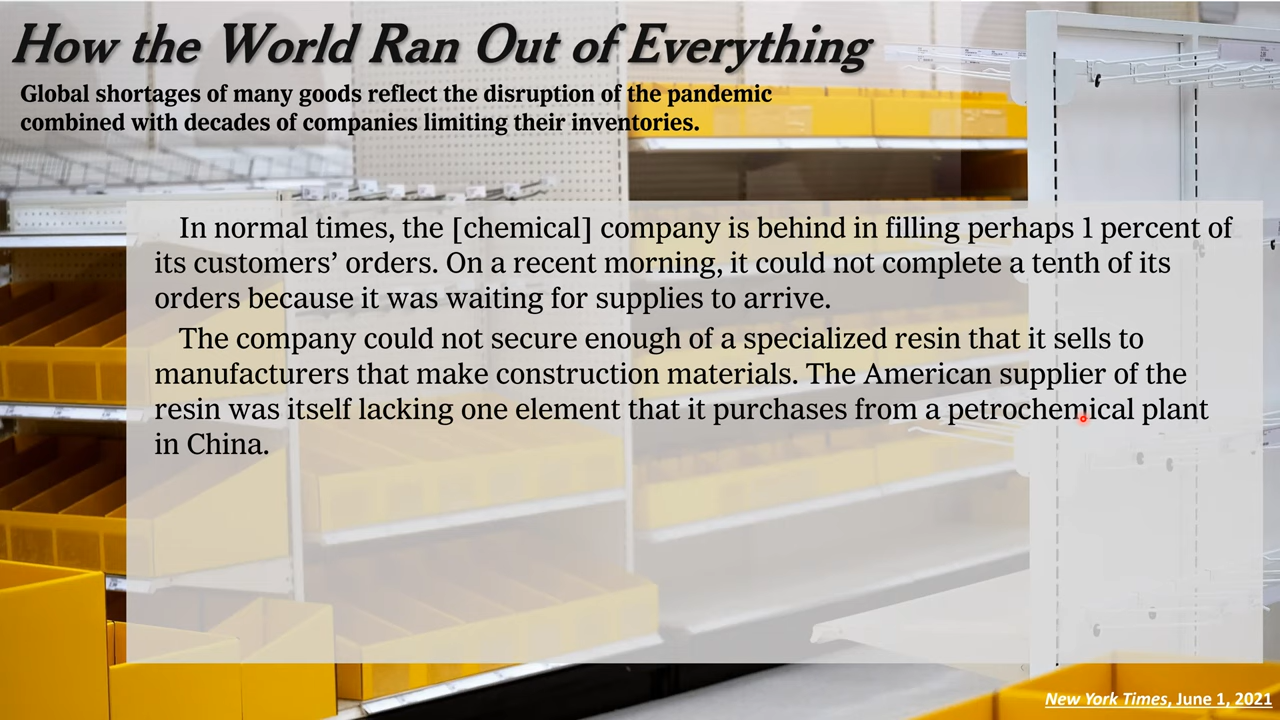 How the World Ran Out of Everything
Global shortages of many goods reflect the disruption of the pandemic
combined with decades of companies limiting their inventories.
In normal times, the [chemical] company is behind in filling perhaps 1 percent of
its customers’ orders. On a recent morning, it could not complete a tenth of its
orders because it was waiting for supplies to arrive.
The company could not secure enough of a specialized resin that it sells to
manufacturers that make construction materials. The American supplier of the
resin was itself lacking one element that it purchases from a petrochemical plant
in China.
New York Times, June 1, 2021